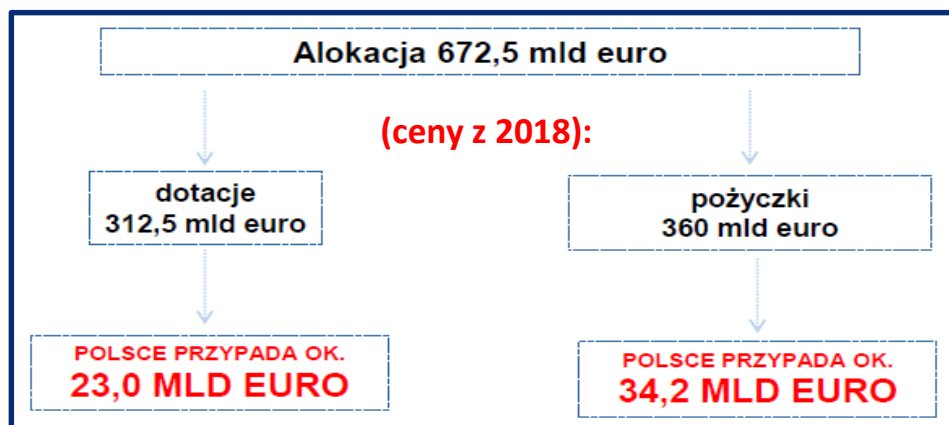 Alokacja 672,5 mld euro
(ceny z 2018):
dotacje
312,5 mld euro
pożyczki
360 mld euro
POLSCE PRZYPADA OK.
23,0 MLD EURO
POLSCE PRZYPADA OK.
34,2 MLD EURO